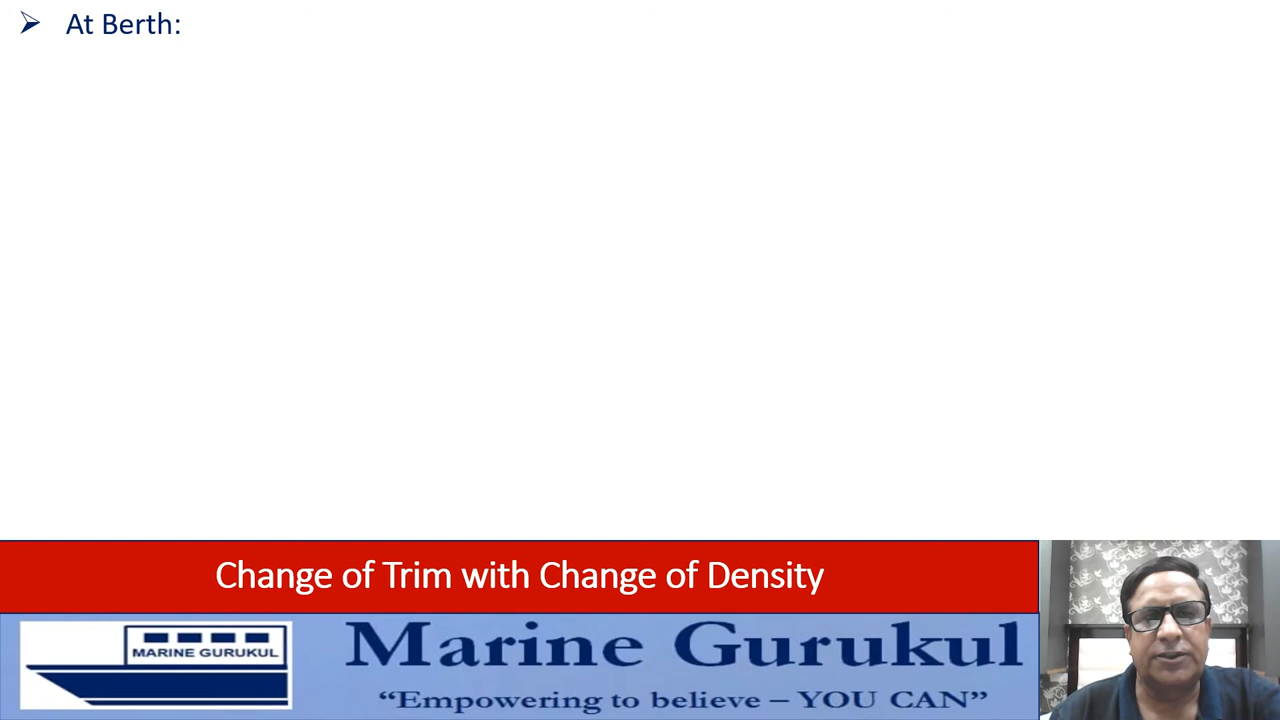 At Berth:
Change of Trim with Change of Density
MARINE GURUKUL
Marine Gurukul
“Empowering to believe – YOU CAN”